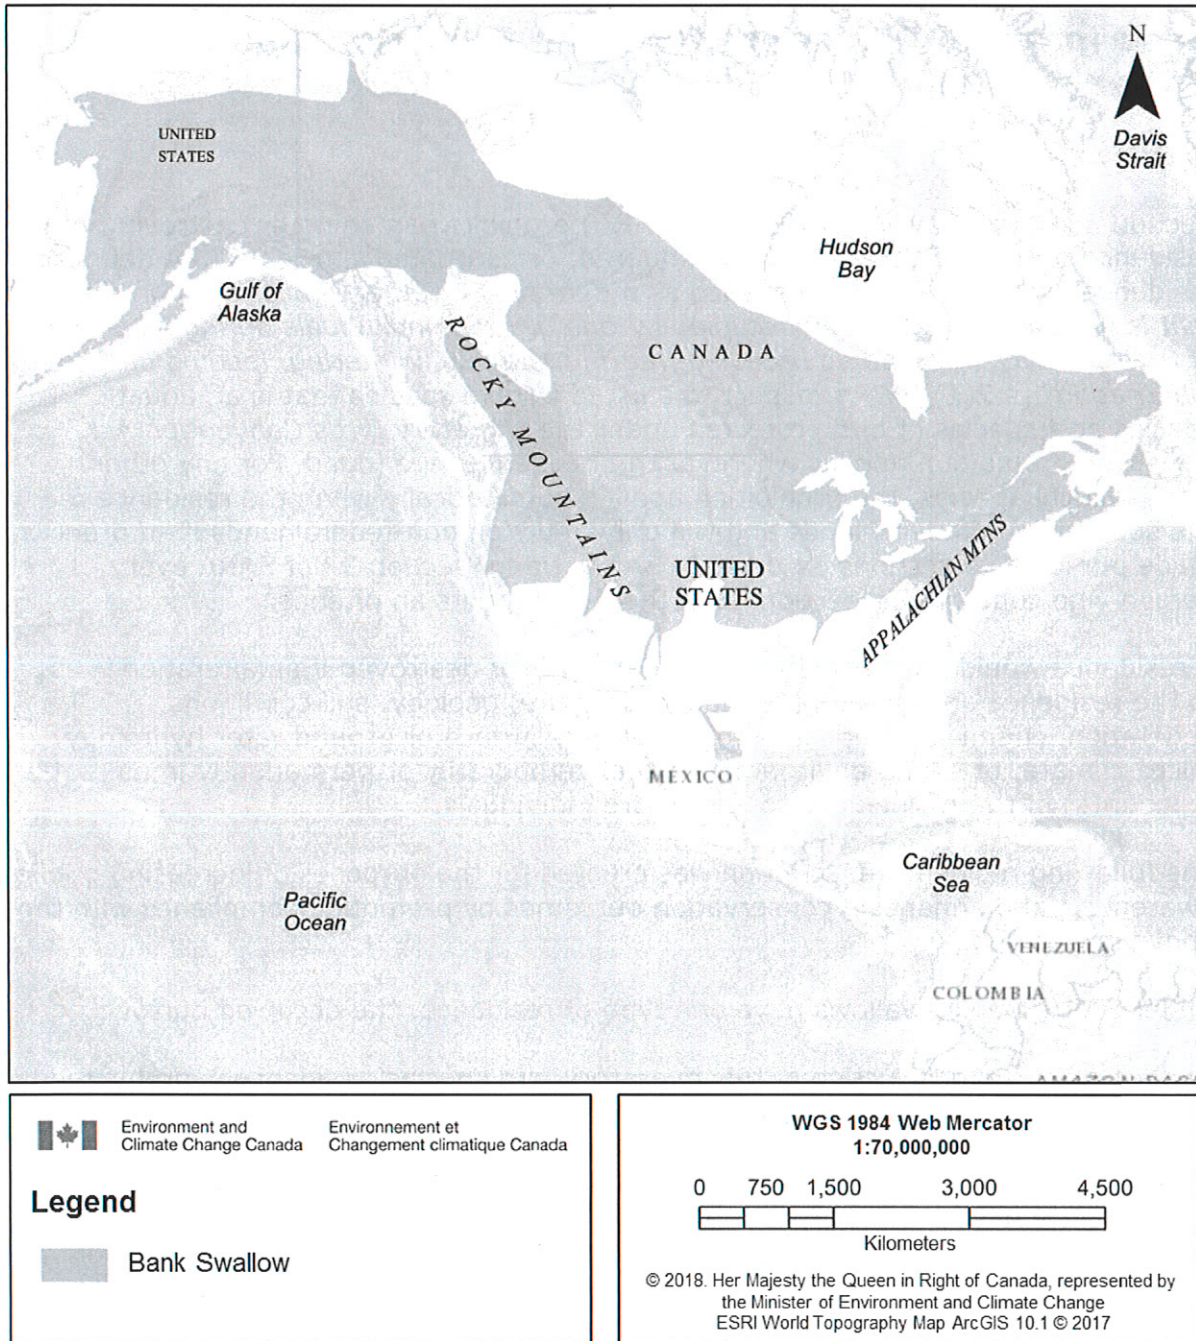 N
Davis
Strait
UNITED
STATES
Hudson
Bay
Gulf of
Alaska
ROCKY MOUNTAINS
CANADA
UNITED
STATES
APPALACHIAN MTNS
MÉXICO
Caribbean
Sea
Pacific
Ocean
VENEZUELA
COLOMBIA
Environment and
Climate Change Canada
Environnement et
Changement climatique Canada
Legend
Bank Swallow
WGS 1984 Web Mercator
1:70,000,000
0 750 1,500 3,000 4,500
Kilometers
© 2018. Her Majesty the Queen in Right of Canada, represented by
the Minister of Environment and Climate Change
ESRI World Topography Map ArcGIS 10.1 © 2017